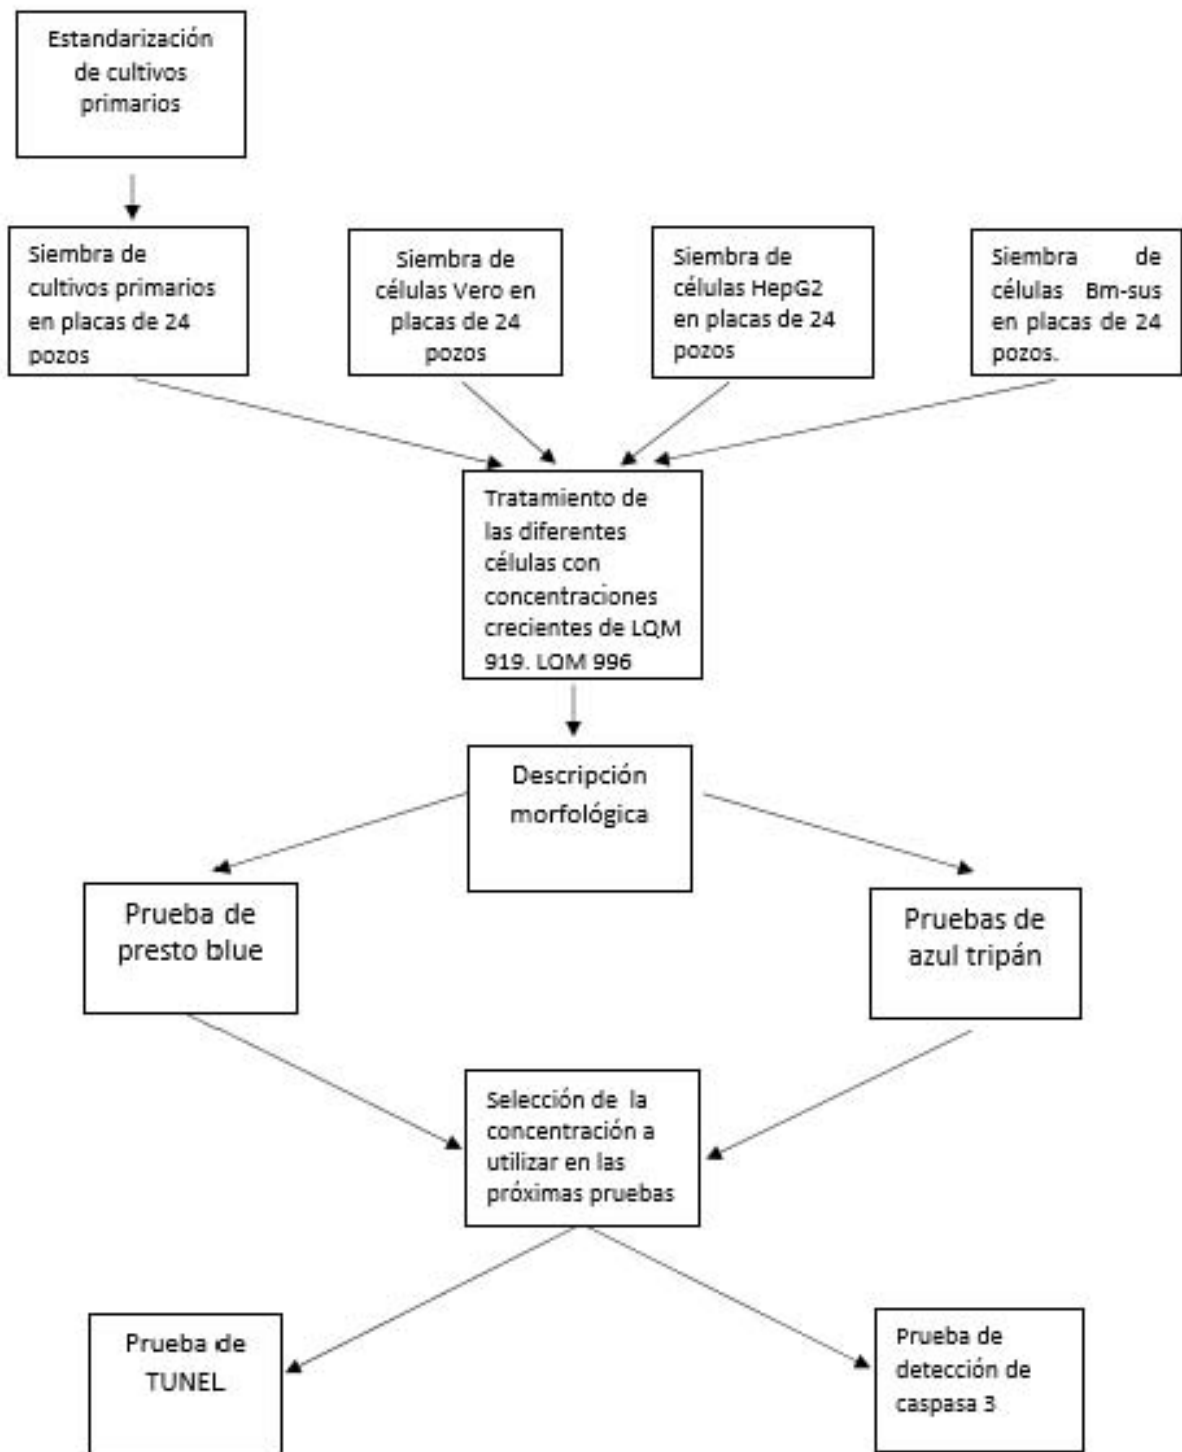 Estandarización
de cultivos
primarios
Siembra de
cultivos primarios
en placas de 24
pozos
Siembra de
células Vero en
placas de 24
pozos
Siembra de
células HepG2
en placas de 24
pozos
Siembra de
células Bm-sus
en placas de 24
pozos.
Tratamiento de
las diferentes
células con
concentraciones
crecientes de LQM
919. LQM 996
Descripción
morfológica
Prueba de
presto blue
Pruebas de
azul tripán
Selección de la
concentración a
utilizar en las
próximas pruebas
Prueba de
TUNEL
Prueba de
detección de
caspasa 3